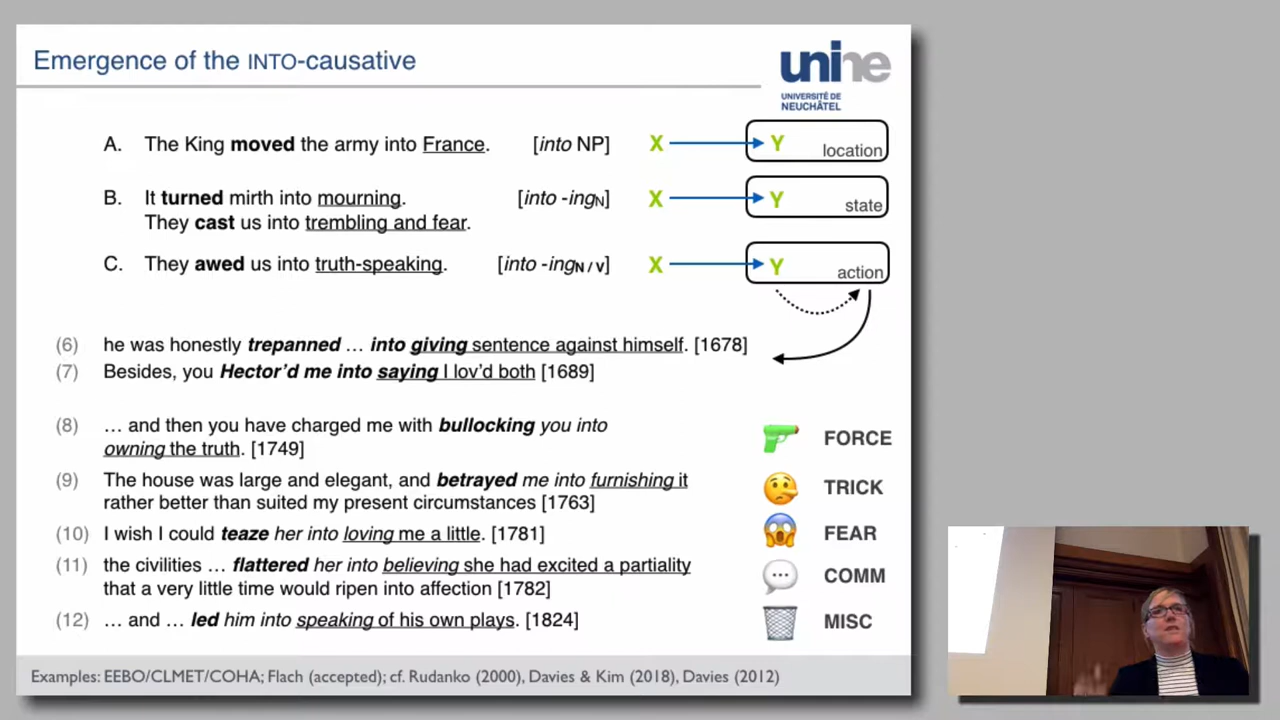 Emergence of the INTO-causative
unine
UNIVERSITÉ DE
NEUCHÂTEL
A. The King moved the army into France. [into NP] X Y location
B. It turned mirth into mourning. [into -ingN] X Y state
They cast us into trembling and fear.
C. They awed us into truth-speaking. [into -ingN / V] X Y action
(6) he was honestly trepanned … into giving sentence against himself. [1678]
(7) Besides, you Hector’d me into saying I lov’d both [1689]
(8) … and then you have charged me with bullocking you into
owning the truth. [1749]
FORCE
(9) The house was large and elegant, and betrayed me into furnishing it
rather better than suited my present circumstances [1763]
TRICK
(10) I wish I could teaze her into loving me a little. [1781]
FEAR
(11) the civilities … flattered her into believing she had excited a partiality
that a very little time would ripen into affection [1782]
COMM
(12) … and … led him into speaking of his own plays. [1824]
MISC
Examples: EEBO/CLMET/COHA; Flach (accepted); cf. Rudanko (2000), Davies & Kim (2018), Davies (2012)